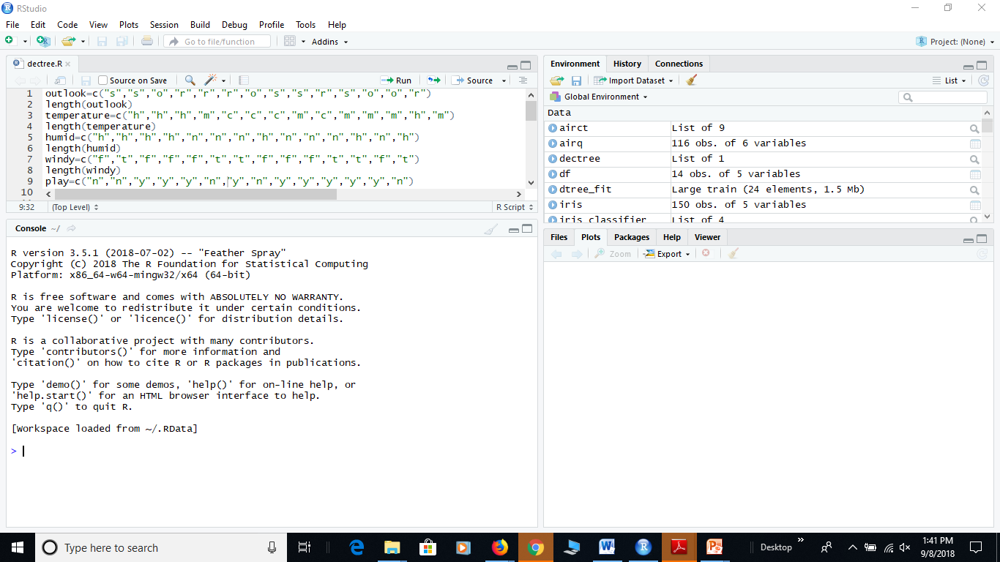 RStudio
File Edit Code View Plots Session Build Debug Profile Tools Help
Go to file/function Addins Project: (None)
dectree.R
Source on Save Run Source
1 outlook=c("s","s","o","r","r","r","o","s","s","r","s","o","o","r")
2 length(outlook)
3 temperature=c("h","h","h","m","c","c","c","m","c","m","m","m","h","m")
4 length(temperature)
5 humid=c("h","h","h","h","n","n","n","h","n","n","n","h","n","h")
6 length(humid)
7 windy=c("f","t","f","f","f","t","t","f","f","f","t","t","f","t")
8 length(windy)
9 play=c("n","n","y","y","y","n","y","n","y","y","y","y","y","n")
10
9:32 (Top Level) R Script
Console ~/
R version 3.5.1 (2018-07-02) -- "Feather Spray"
Copyright (C) 2018 The R Foundation for Statistical Computing
Platform: x86_64-w64-mingw32/x64 (64-bit)
R is free software and comes with ABSOLUTELY NO WARRANTY.
You are welcome to redistribute it under certain conditions.
Type 'license()' or 'licence()' for distribution details.
R is a collaborative project with many contributors.
Type 'contributors()' for more information and
'citation()' on how to cite R or R packages in publications.
Type 'demo()' for some demos, 'help()' for on-line help, or
'help.start()' for an HTML browser interface to help.
Type 'q()' to quit R.
[Workspace loaded from ~/.RData]
>
Environment History Connections
Import Dataset List
Global Environment
Data
airct List of 9
airq 116 obs. of 6 variables
dectree List of 1
df 14 obs. of 5 variables
dtree_fit Large train (24 elements, 1.5 Mb)
iris 150 obs. of 5 variables
iris_classifier List of 4
Files Plots Packages Help Viewer
Zoom Export
Type here to search
Desktop
1:41 PM
9/8/2018